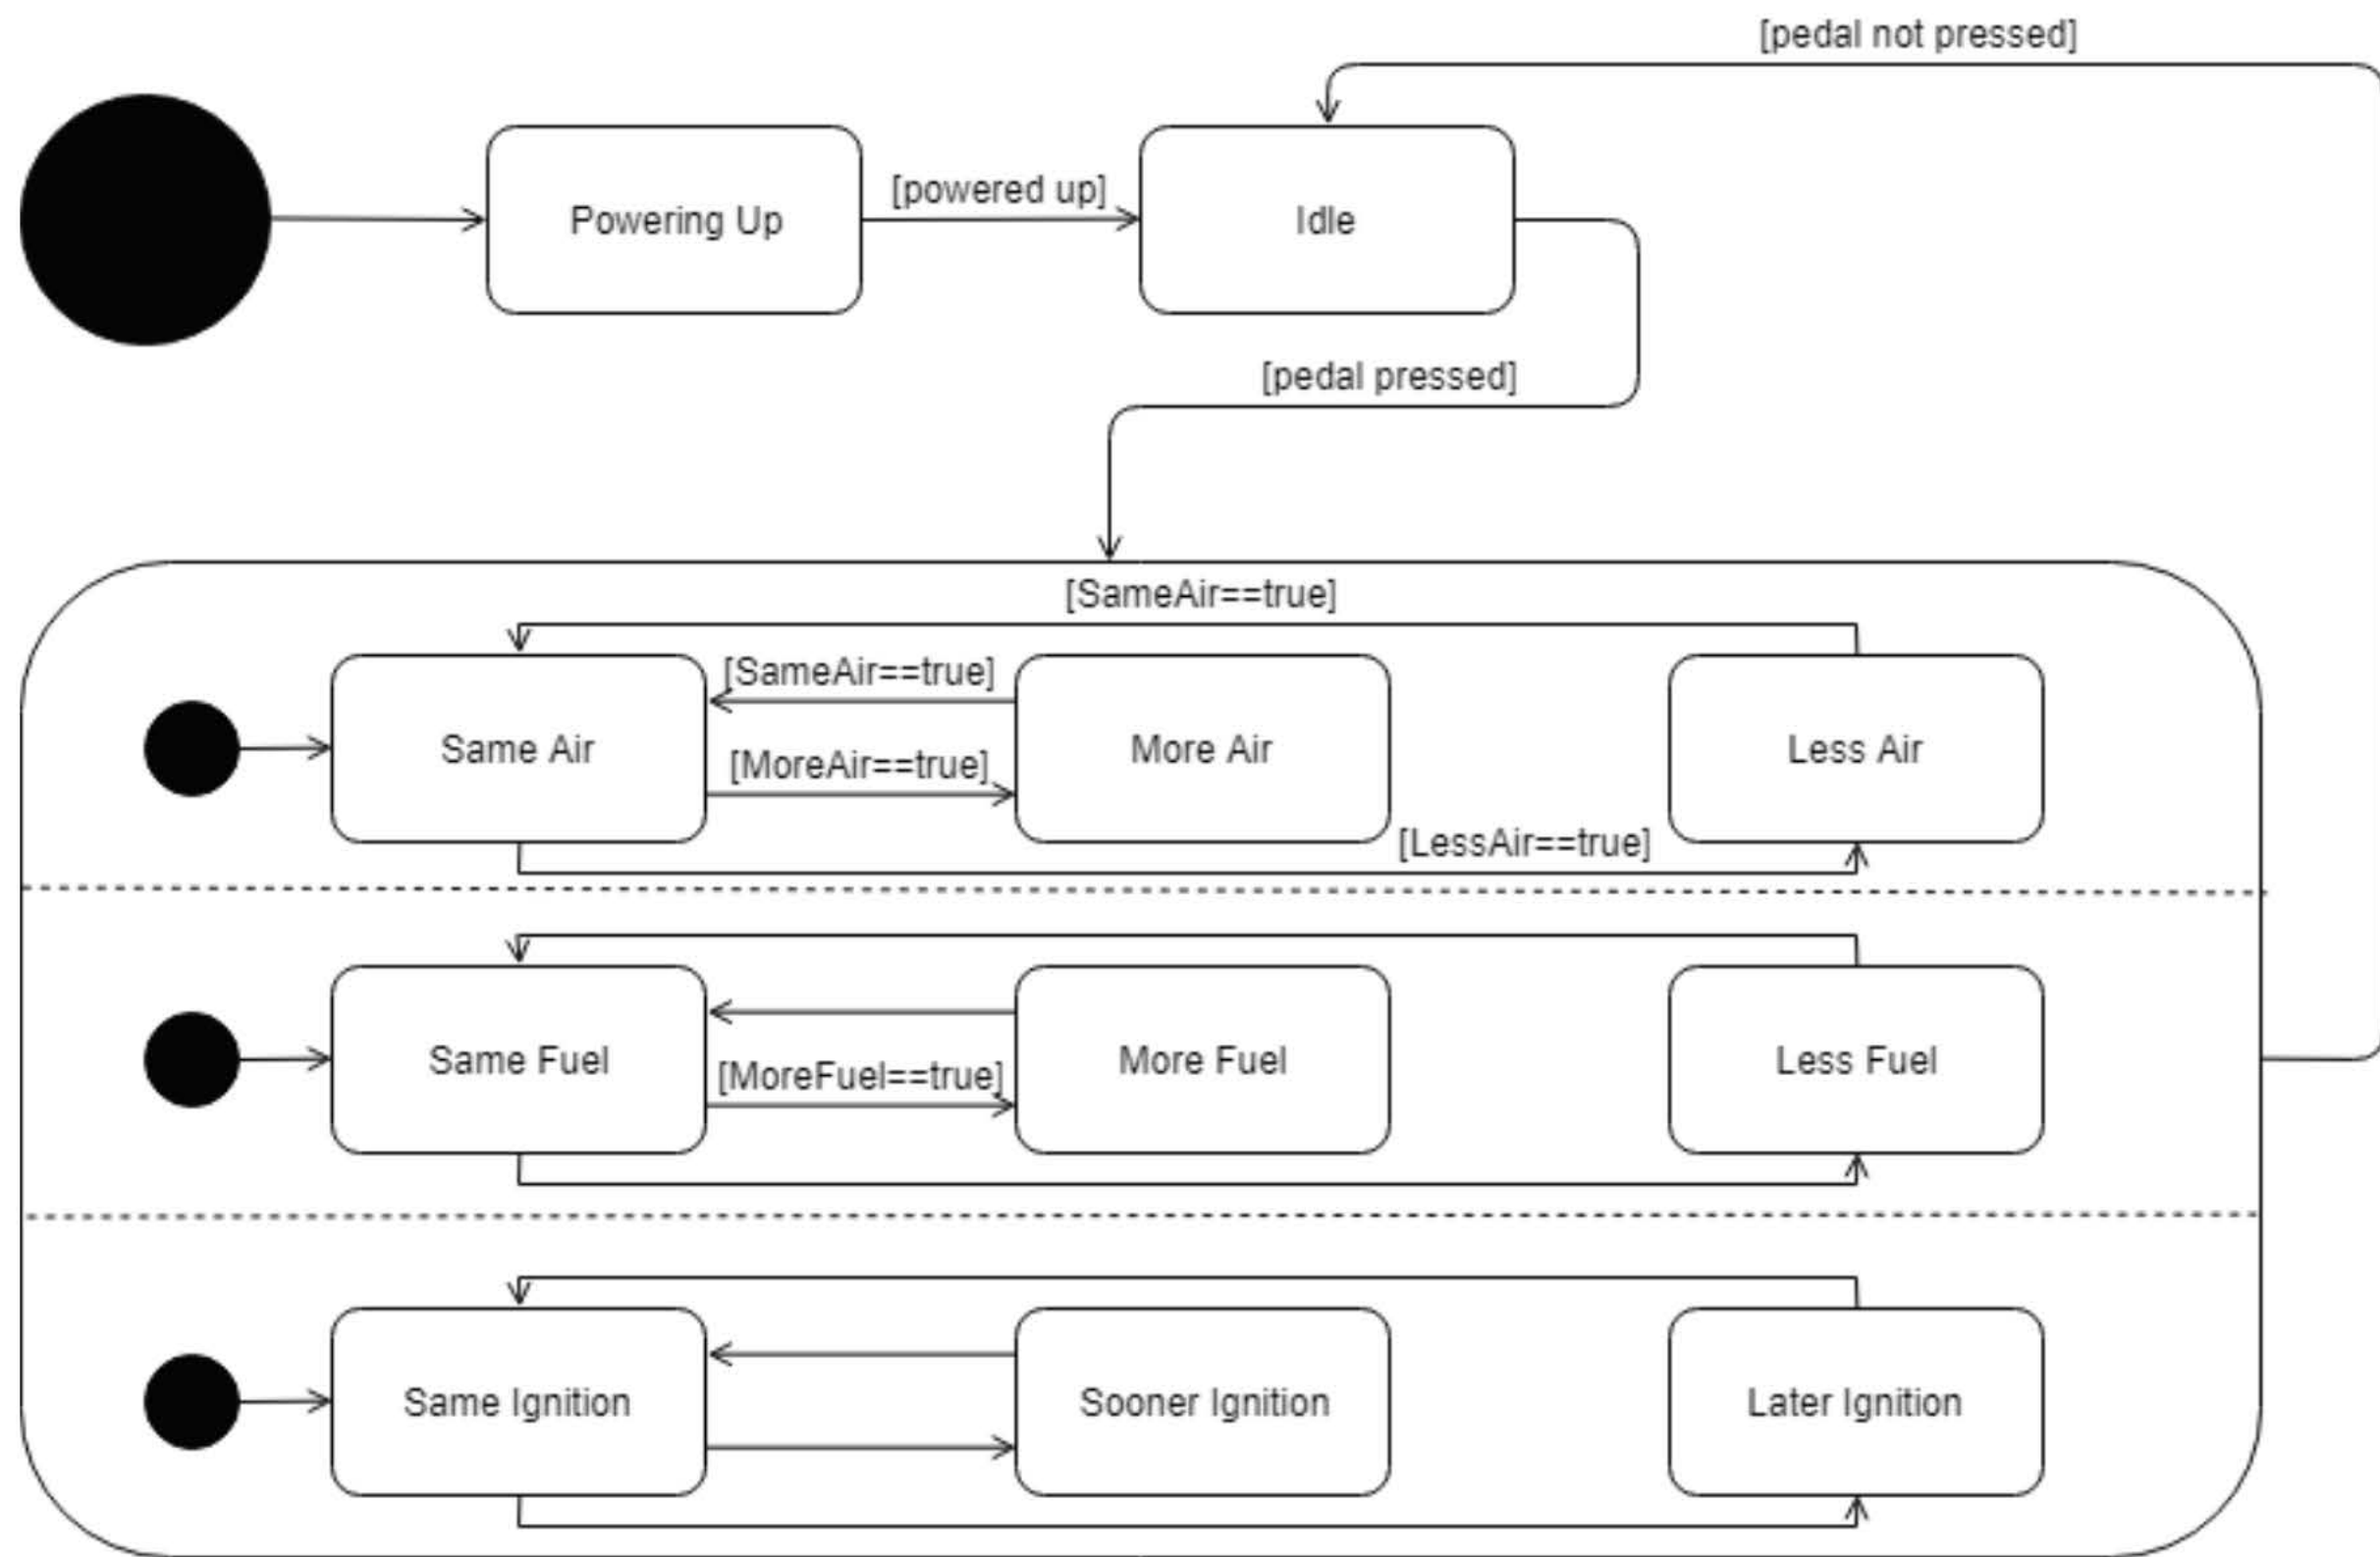 [pedal not pressed]
[powered up]
Powering Up
Idle
[pedal pressed]
[SameAir==true]
[SameAir==true]
Same Air
More Air
Less Air
[MoreAir==true]
[LessAir==true]
Same Fuel
More Fuel
Less Fuel
[MoreFuel==true]
Same Ignition
Sooner Ignition
Later Ignition